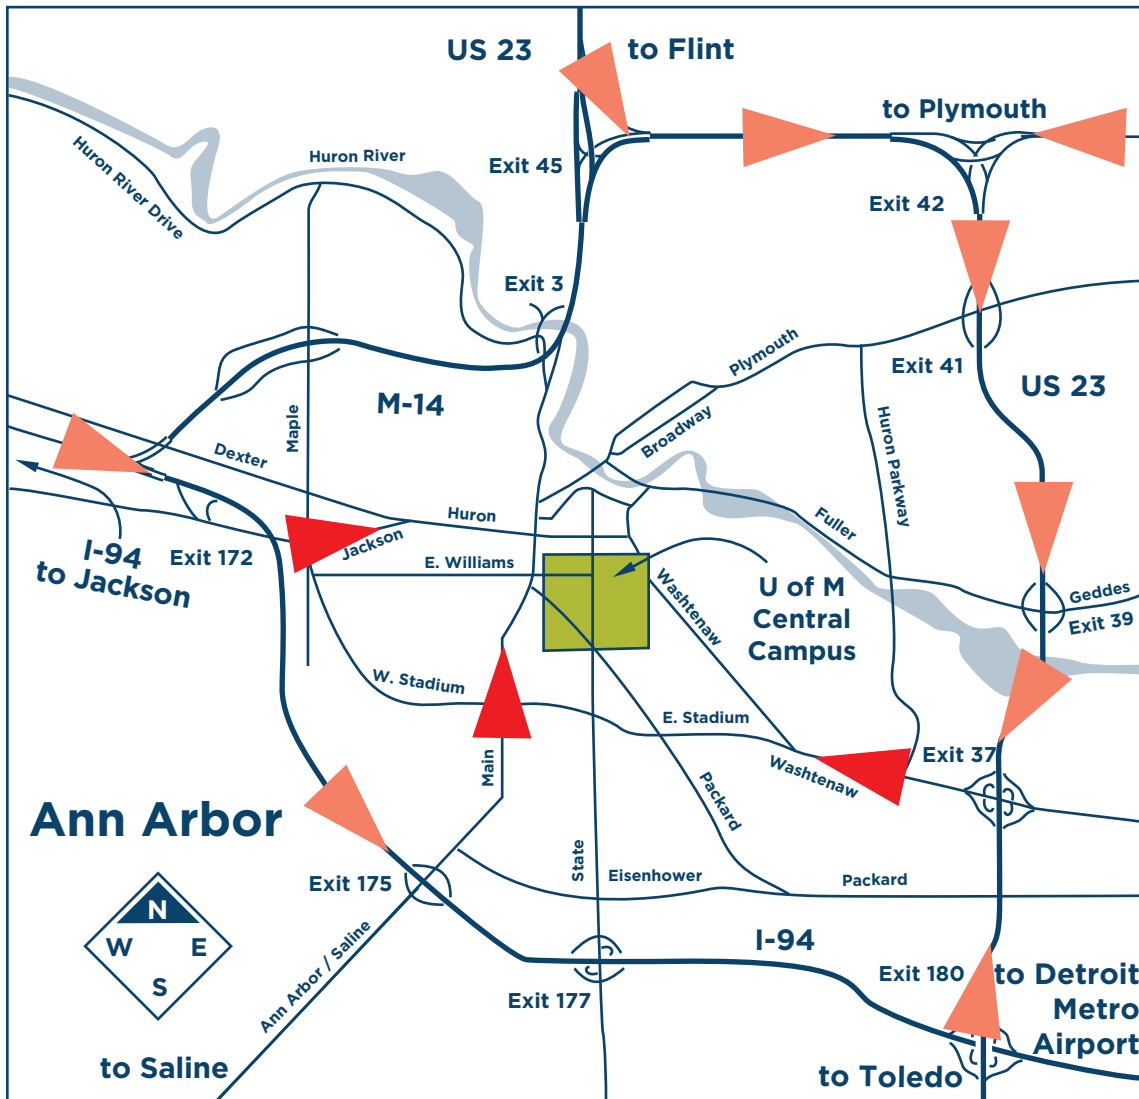 US 23
to Flint
to Plymouth
Huron River Drive
Huron River
Exit 45
Exit 42
Exit 3
Plymouth
Exit 41
US 23
M-14
Maple
Broadway
Huron Parkway
Dexter
Huron
Fuller
Jackson
I-94
to Jackson
Exit 172
E. Williams
Washtenaw
U of M
Central
Campus
Geddes
Exit 39
W. Stadium
E. Stadium
Main
Exit 37
Washtenaw
Packard
Ann Arbor
State
Exit 175
Eisenhower
Packard
N
W E
S
Ann Arbor / Saline
I-94
Exit 177
Exit 180
to Detroit
Metro
Airport
to Saline
to Toledo